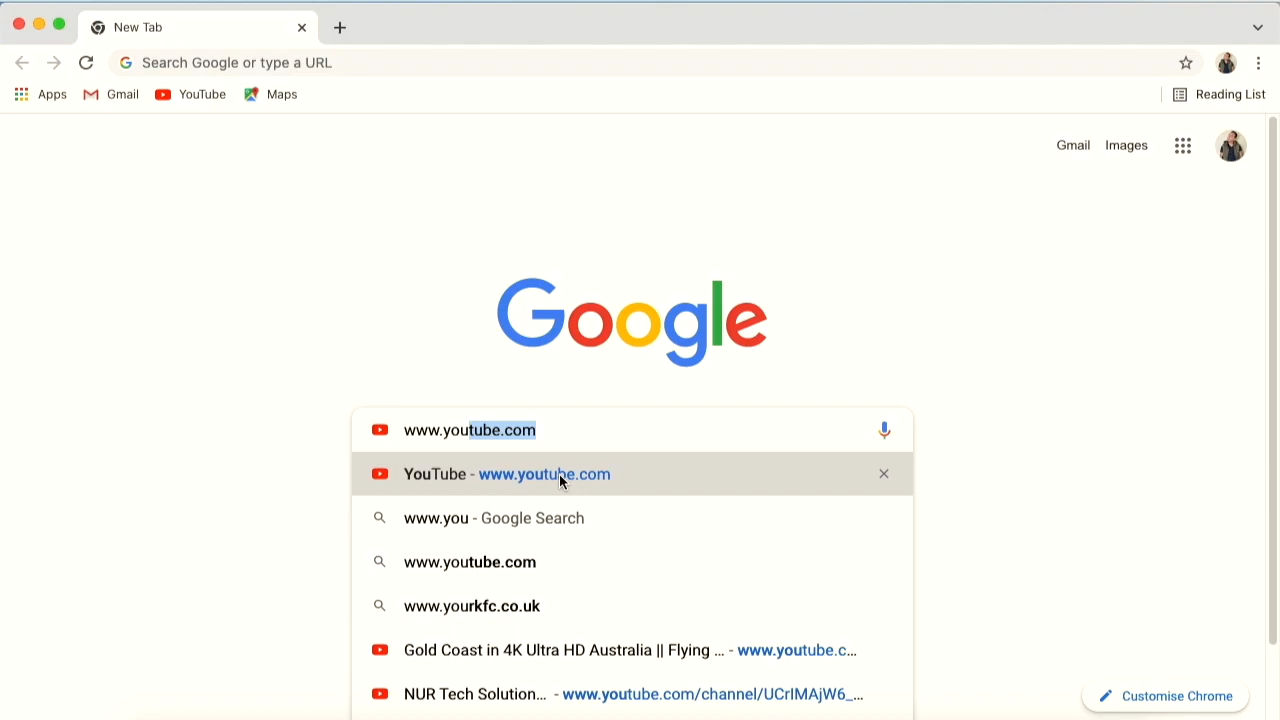 New Tab
Search Google or type a URL
Apps Gmail YouTube Maps Reading List
Gmail Images
Google
www.youtube.com
YouTube - www.youtube.com
www.you - Google Search
www.youtube.com
www.yourkfc.co.uk
Gold Coast in 4K Ultra HD Australia || Flying ... - www.youtube.c...
NUR Tech Solution... - www.youtube.com/channel/UCrIMAjW6_...
Customise Chrome